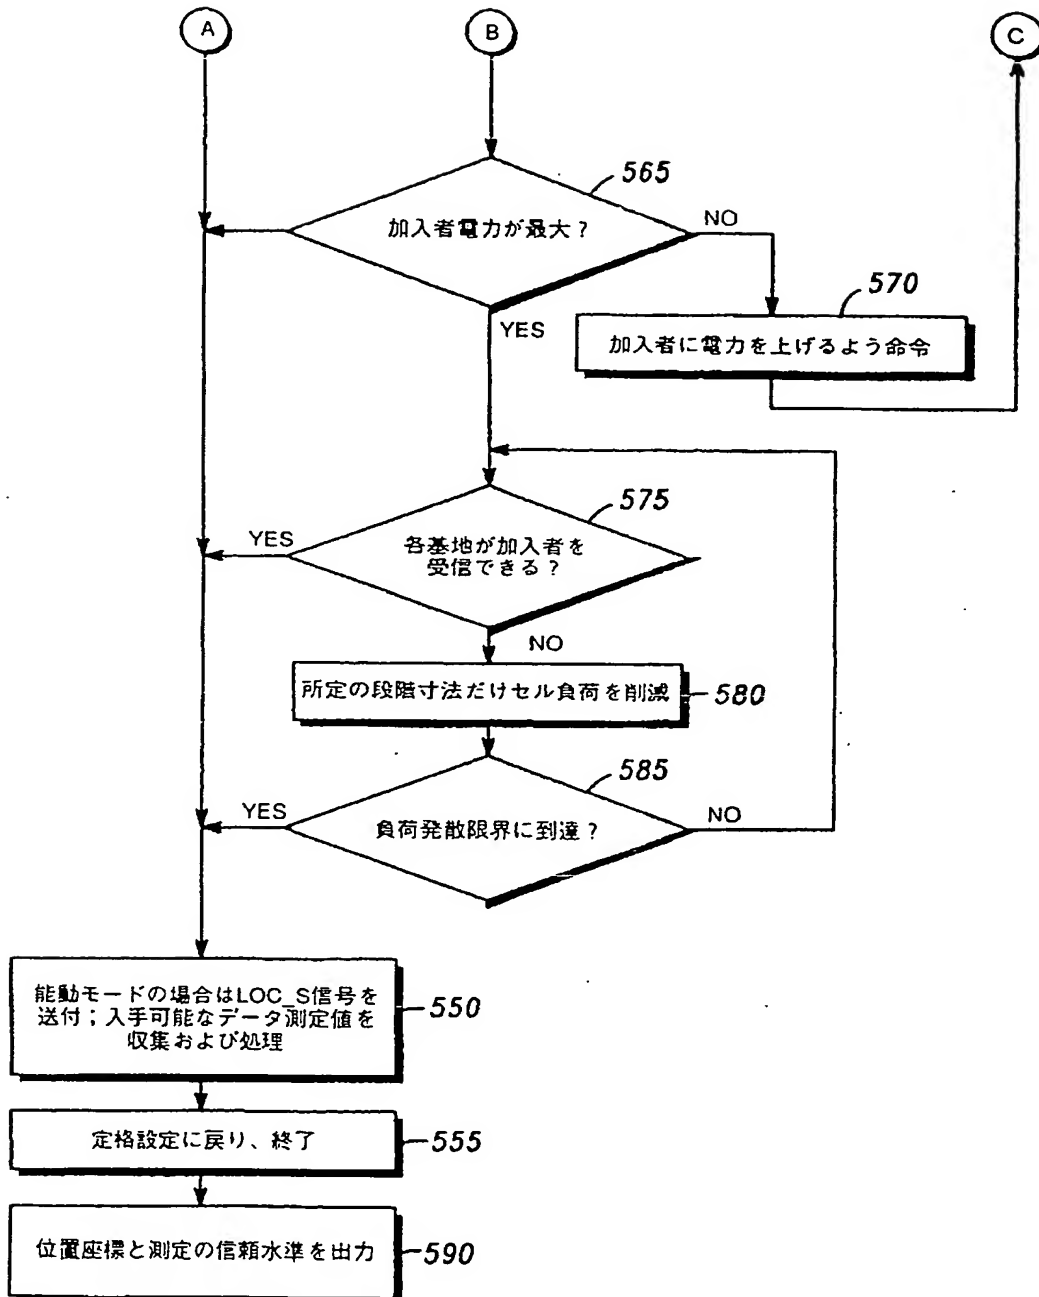 A
B
C
565
加入者電力が最大？
NO
YES
570
加入者に電力を上げるよう命令
575
YES
各基地が加入者を
受信できる？
NO
所定の段階寸法だけセル負荷を削減
580
585
YES
負荷発散限界に到達？
NO
能動モードの場合はLOC_S信号を
送付；入手可能なデータ測定値を
収集および処理
550
定格設定に戻り、終了
555
位置座標と測定の信頼水準を出力
590